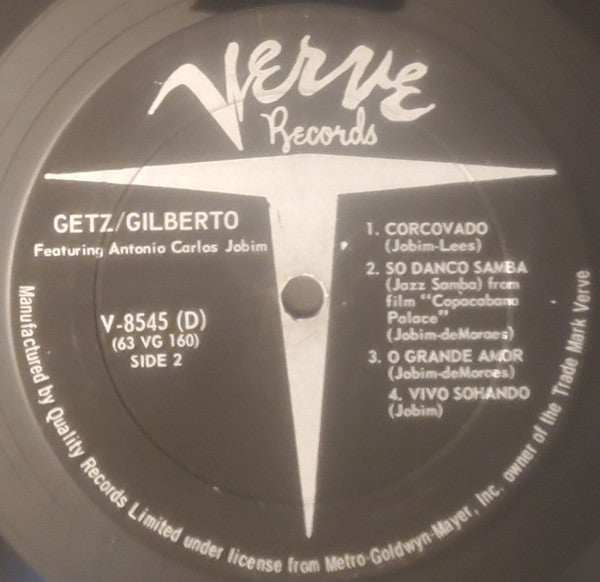 Verve
Records
GETZ/GILBERTO
Featuring Antonio Carlos Jobim
V-8545 (D)
(63 VG 160)
SIDE 2
1. CORCOVADO
(Jobim-Lees)
2. SO DANCO SAMBA
(Jazz Samba) from
film "Copacabana
Palace"
(Jobim-deMoraes)
3. O GRANDE AMOR
(Jobim-deMoraes)
4. VIVO SOHANDO
(Jobim)
Manufactured by Quality Records Limited under license from Metro-Goldwyn-Mayer, Inc. owner of the Trade Mark Verve